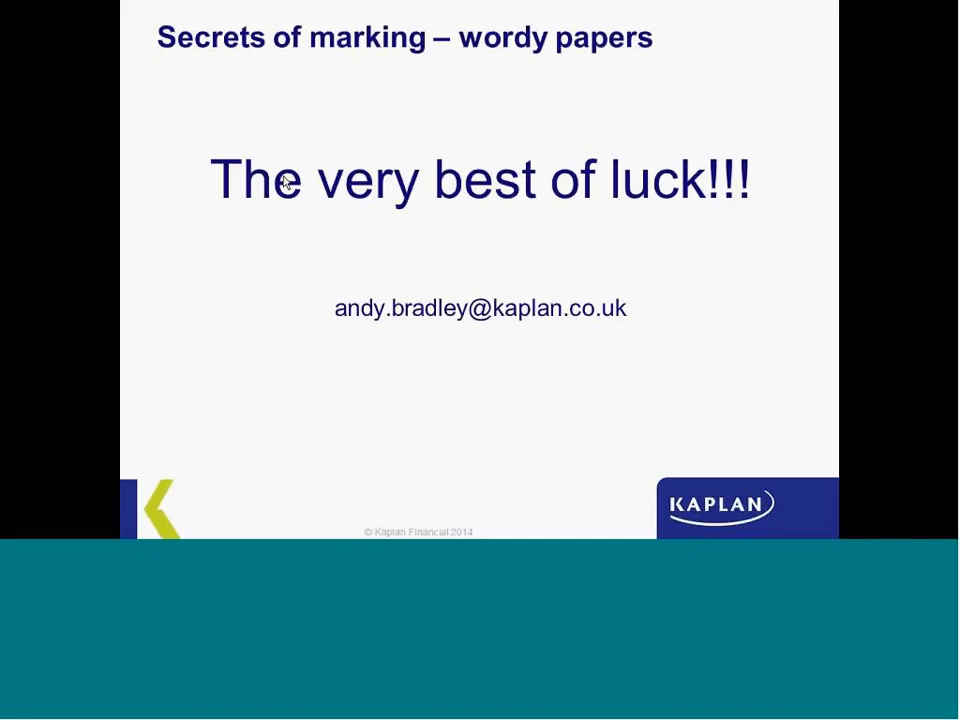 Secrets of marking – wordy papers
The very best of luck!!!
andy.bradley@kaplan.co.uk
© Kaplan Financial 2014
KAPLAN